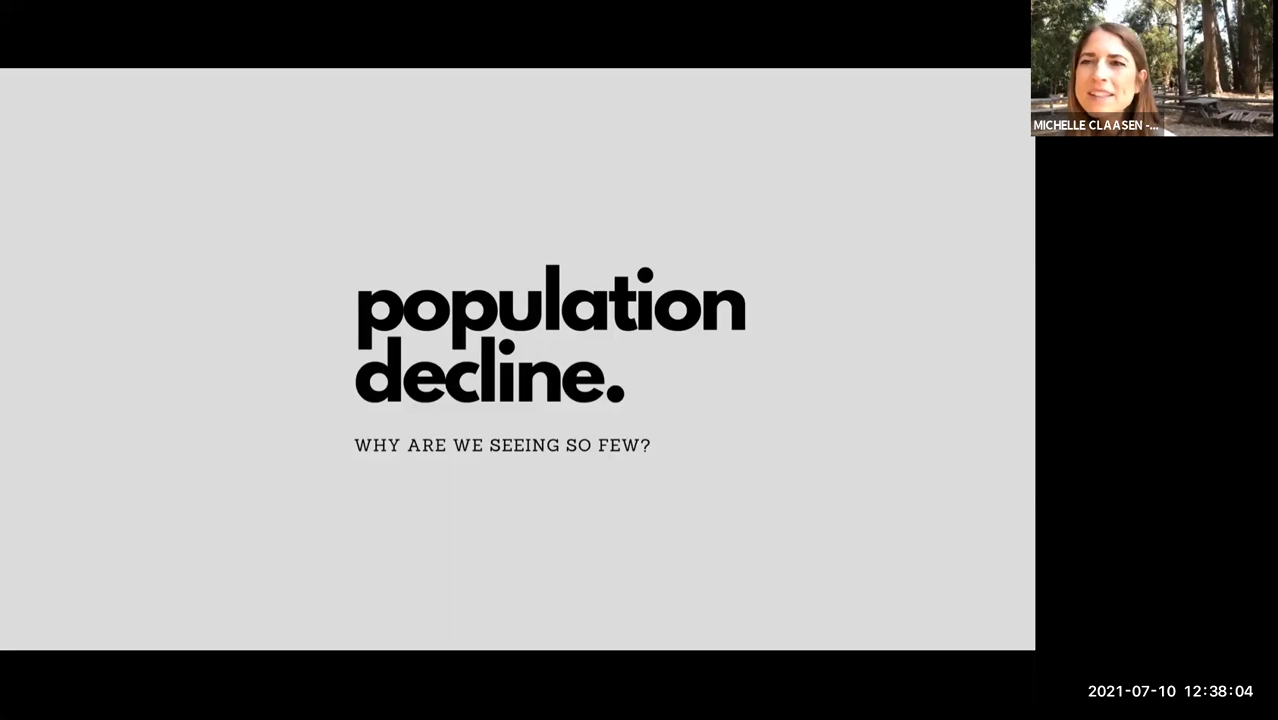 MICHELLE CLAASEN -...
population
decline.
WHY ARE WE SEEING SO FEW?
2021-07-10 12:38:04